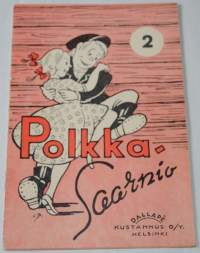 2
Polkka-
Saarnio
DALLAPÉ
KUSTANNUS O/Y.
HELSINKI